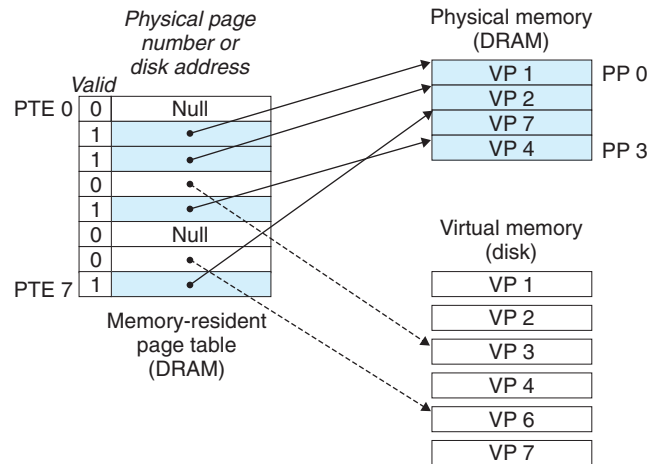 Physical page
number or
disk address
Valid
PTE 0
0
Null
1
1
0
1
0
Null
0
PTE 7
1
Memory-resident
page table
(DRAM)
Physical memory
(DRAM)
VP 1
PP 0
VP 2
VP 7
VP 4
PP 3
Virtual memory
(disk)
VP 1
VP 2
VP 3
VP 4
VP 6
VP 7